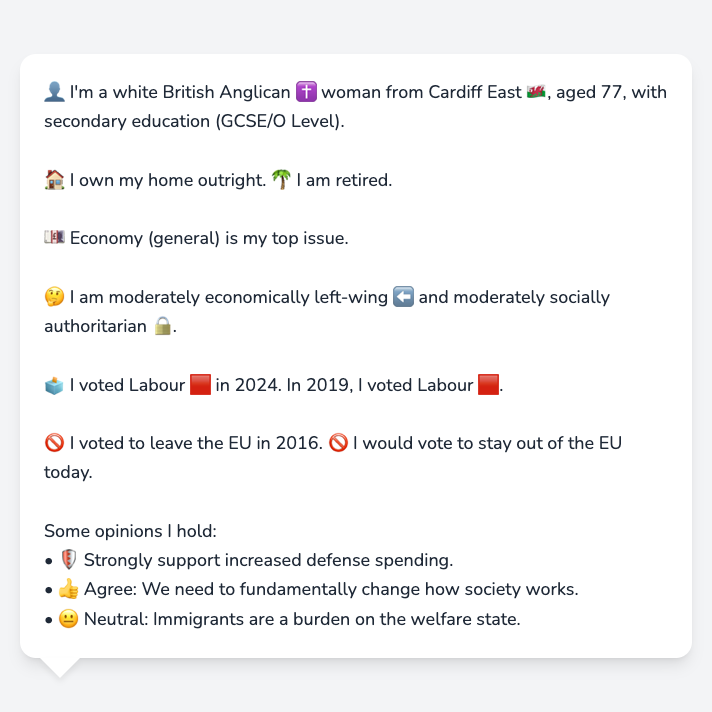 👤 I'm a white British Anglican ✝️ woman from Cardiff East 🏴󠁧󠁢󠁷󠁬󠁳󠁿, aged 77, with
secondary education (GCSE/O Level).
🏠 I own my home outright. 🌴 I am retired.
💷 Economy (general) is my top issue.
🤔 I am moderately economically left-wing ⬅️ and moderately socially
authoritarian 🔒.
🗳️ I voted Labour 🟥 in 2024. In 2019, I voted Labour 🟥.
🚫 I voted to leave the EU in 2016. 🚫 I would vote to stay out of the EU
today.
Some opinions I hold:
• 🛡️ Strongly support increased defense spending.
• 👍 Agree: We need to fundamentally change how society works.
• 😐 Neutral: Immigrants are a burden on the welfare state.